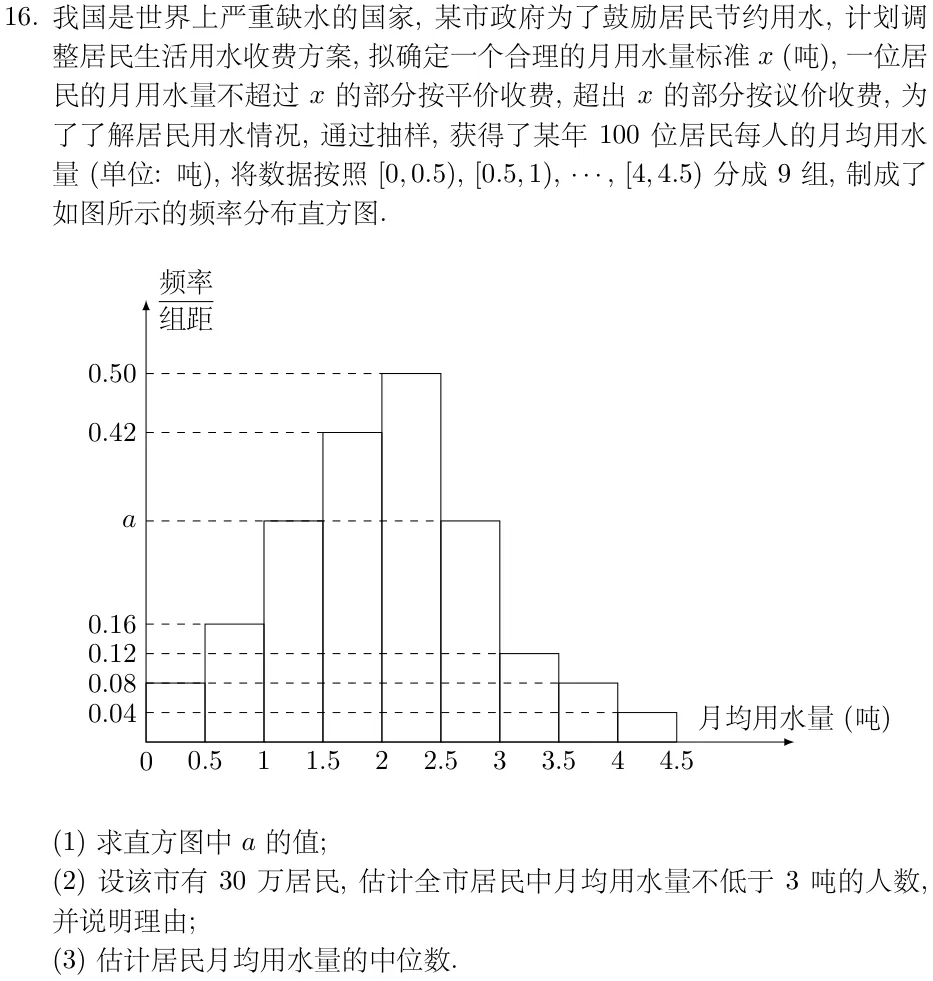 16. 我国是世界上严重缺水的国家, 某市政府为了鼓励居民节约用水, 计划调
整居民生活用水收费方案, 拟确定一个合理的月用水量标准 x (吨), 一位居
民的月用水量不超过 x 的部分按平价收费, 超出 x 的部分按议价收费, 为
了了解居民用水情况, 通过抽样, 获得了某年 100 位居民每人的月均用水
量 (单位: 吨), 将数据按照 [0,0.5), [0.5,1), ⋯, [4,4.5) 分成 9 组, 制成了
如图所示的频率分布直方图.
频率
组距
0.50
0.42
a
0.16
0.12
0.08
0.04
月均用水量 (吨)
0 0.5 1 1.5 2 2.5 3 3.5 4 4.5
(1) 求直方图中 a 的值;
(2) 设该市有 30 万居民, 估计全市居民中月均用水量不低于 3 吨的人数,
并说明理由;
(3) 估计居民月均用水量的中位数.